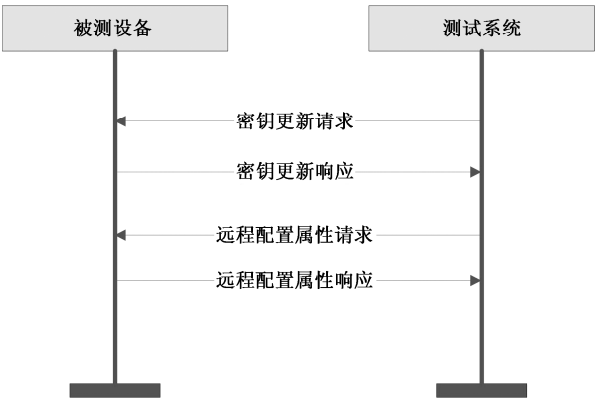 被测设备
测试系统
密钥更新请求
密钥更新响应
远程配置属性请求
远程配置属性响应